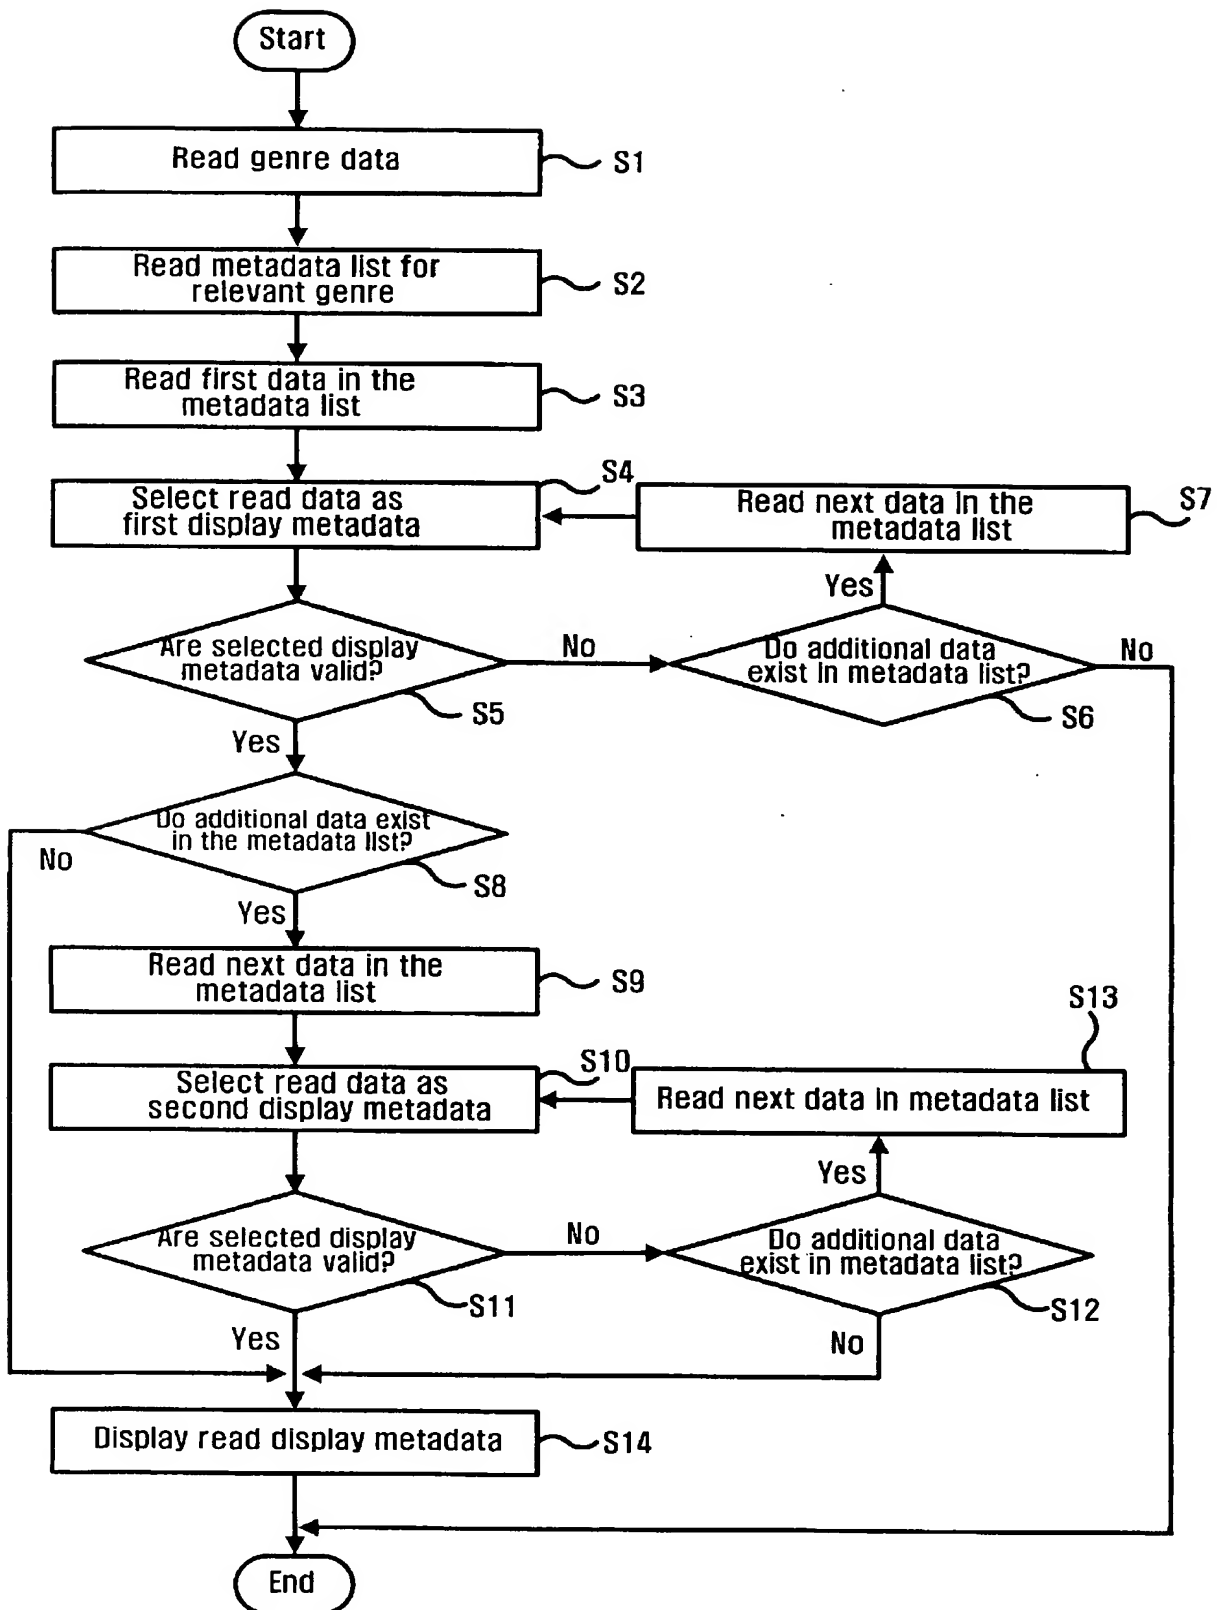 Start
Read genre data
S1
Read metadata list for
relevant genre
S2
Read first data in the
metadata list
S3
S4
Select read data as
first display metadata
Read next data in the
metadata list
S7
Yes
Are selected display
metadata valid?
No
Do additional data
exist in metadata list?
No
S5
S6
Yes
Do additional data exist
in the metadata list?
No
S8
Yes
Read next data in the
metadata list
S9
S13
S10
Select read data as
second display metadata
Read next data in metadata list
Yes
Are selected display
metadata valid?
No
Do additional data
exist in metadata list?
S11
S12
Yes
No
Display read display metadata
S14
End